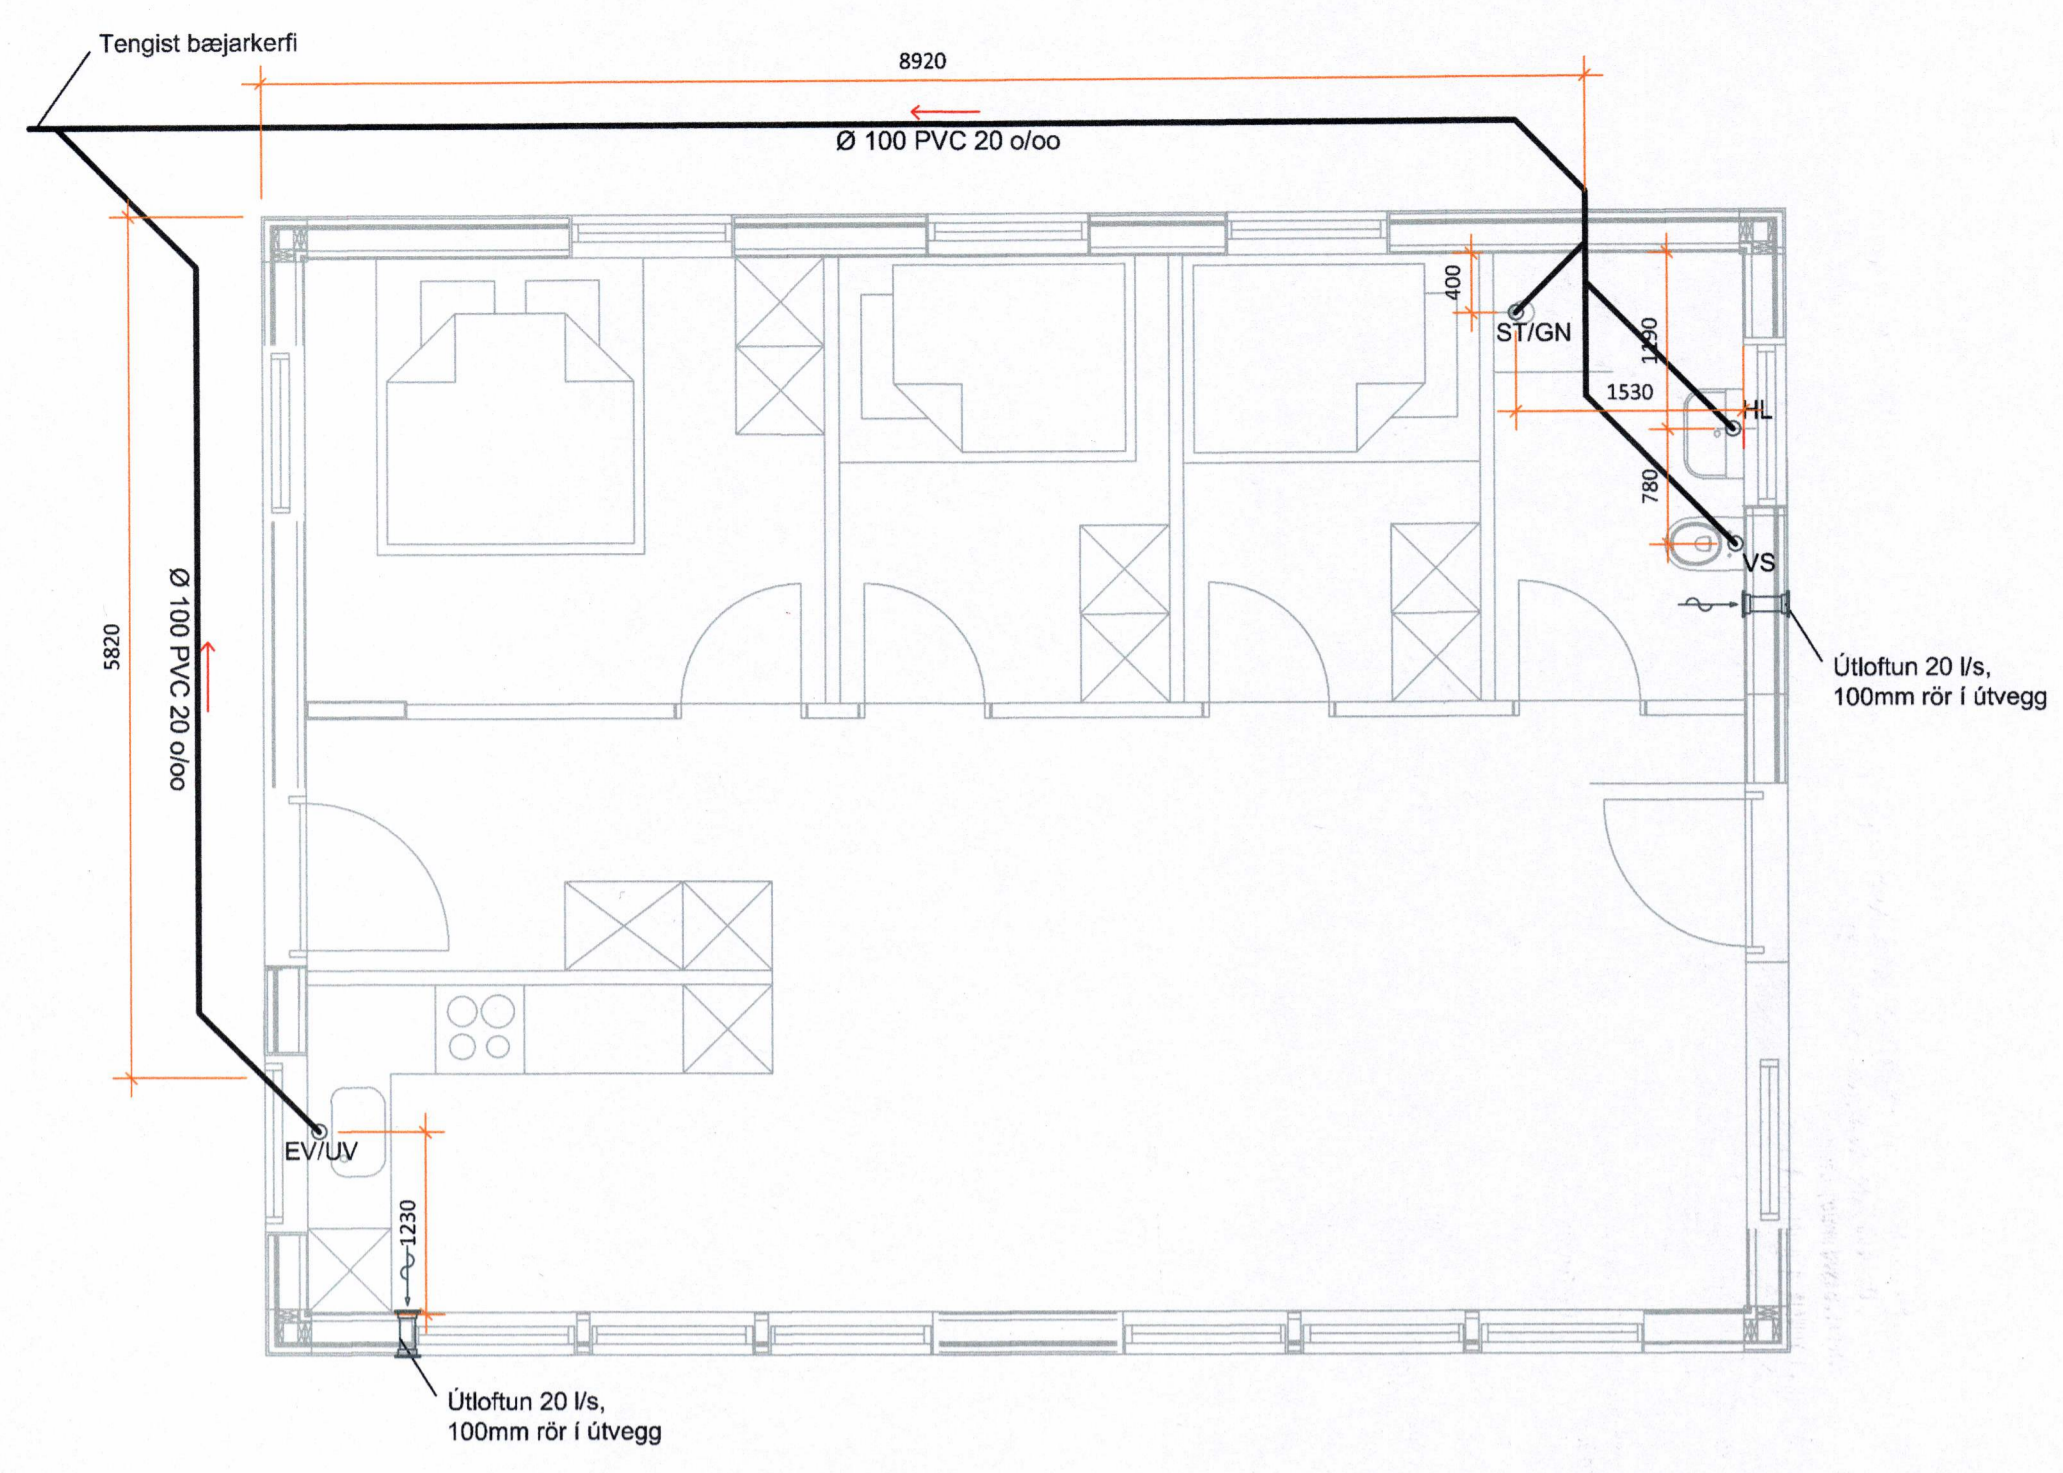 Tengist bæjarkerfi
8920
Ø 100 PVC 20 o/oo
400
ST/GN
1190
1530
HL
780
VS
Útloftun 20 l/s,
100mm rör í útvegg
5820
Ø 100 PVC 20 o/oo
EV/UV
1230
Útloftun 20 l/s,
100mm rör í útvegg